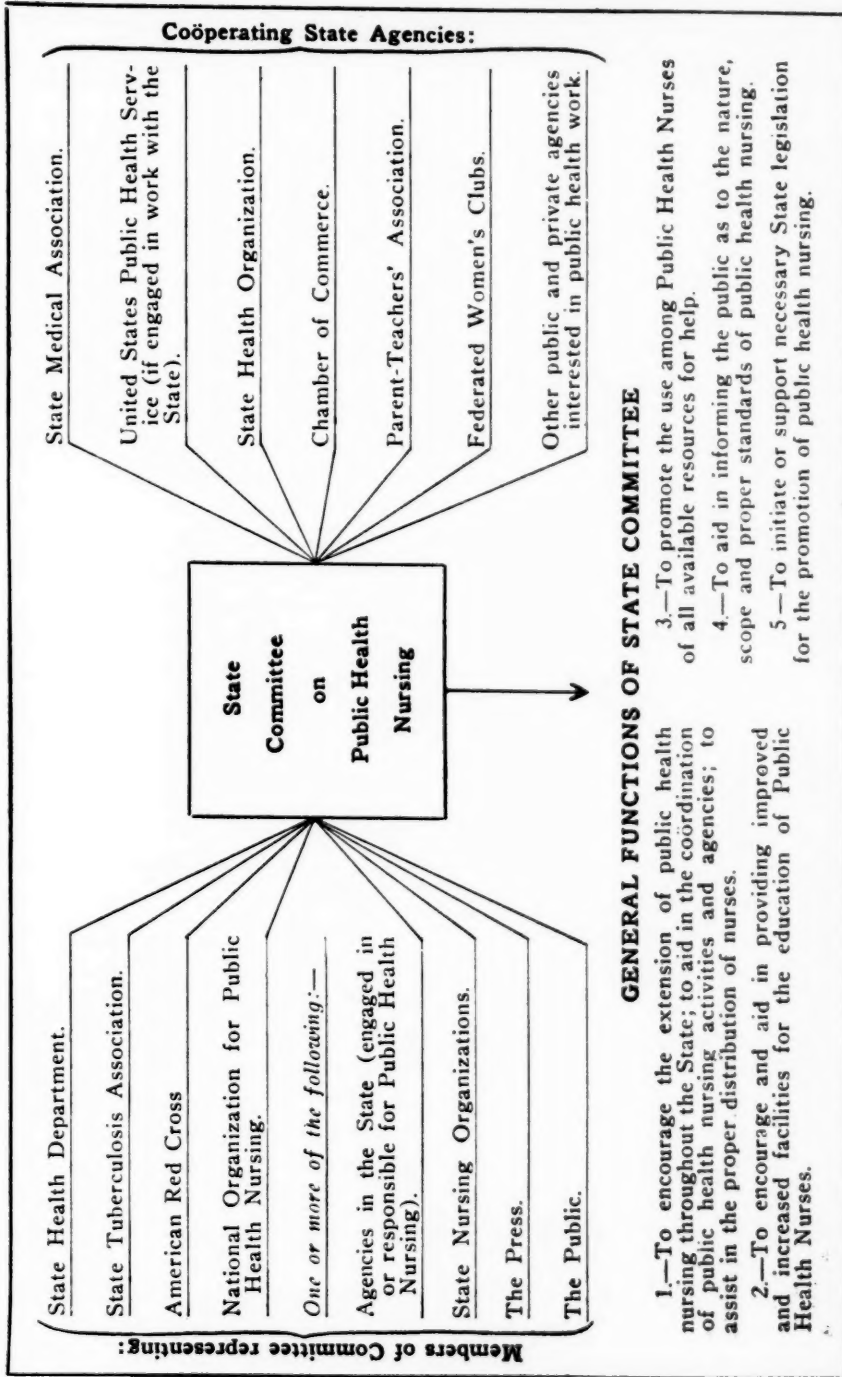 Members of Committee representing:
State Health Department.
State Tuberculosis Association.
American Red Cross
National Organization for Public
Health Nursing.
One or more of the following:—
Agencies in the State (engaged in
or responsible for Public Health
Nursing).
State Nursing Organizations.
The Press.
The Public.
State
Committee
on
Public Health
Nursing
Coöperating State Agencies:
State Medical Association.
United States Public Health Serv-
ice (if engaged in work with the
State).
State Health Organization.
Chamber of Commerce.
Parent-Teachers' Association.
Federated Women's Clubs.
Other public and private agencies
interested in public health work.
GENERAL FUNCTIONS OF STATE COMMITTEE
1.—To encourage the extension of public health
nursing throughout the State; to aid in the coördination
of public health nursing activities and agencies; to
assist in the proper distribution of nurses.
2.—To encourage and aid in providing improved
and increased facilities for the education of Public
Health Nurses.
3.—To promote the use among Public Health Nurses
of all available resources for help.
4.—To aid in informing the public as to the nature,
scope and proper standards of public health nursing.
5—To initiate or support necessary State legislation
for the promotion of public health nursing.